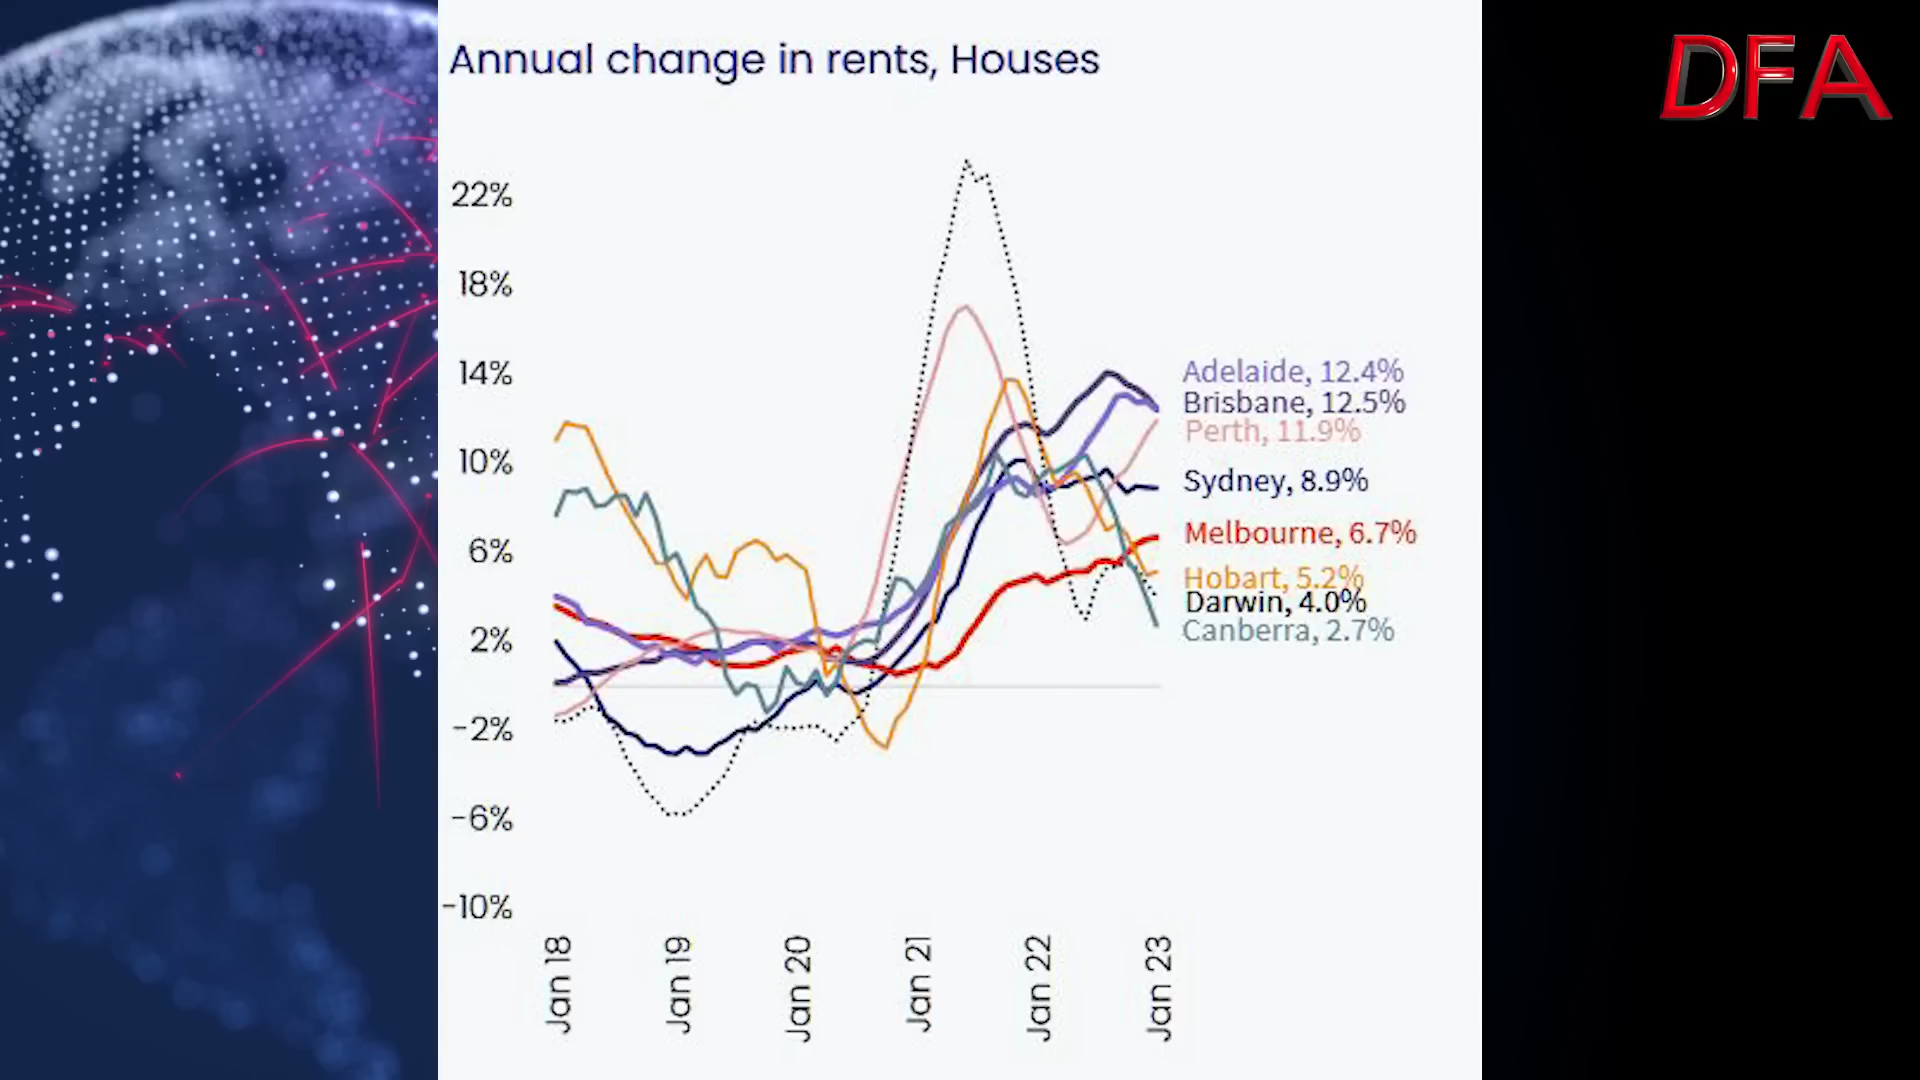 Annual change in rents, Houses
DFA
22%
18%
14%
10%
6%
2%
-2%
-6%
-10%
Adelaide, 12.4%
Brisbane, 12.5%
Perth, 11.9%
Sydney, 8.9%
Melbourne, 6.7%
Hobart, 5.2%
Darwin, 4.0%
Canberra, 2.7%
Jan 18
Jan 19
Jan 20
Jan 21
Jan 22
Jan 23